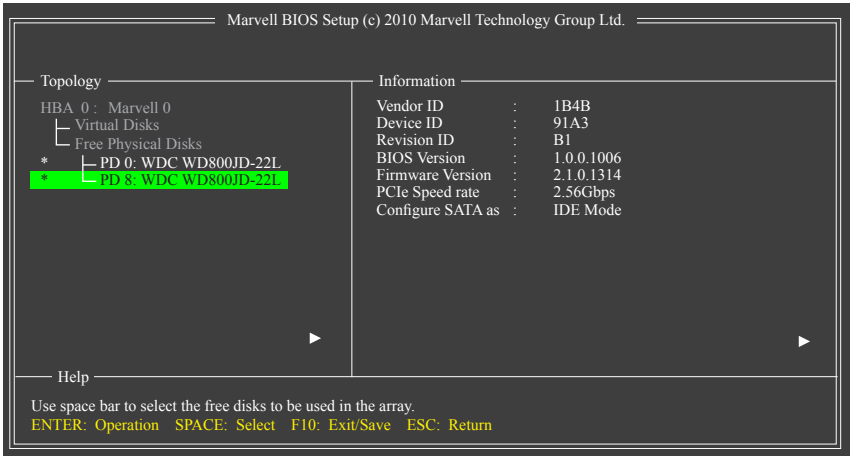 Marvell BIOS Setup (c) 2010 Marvell Technology Group Ltd.
Topology
HBA 0 : Marvell 0
Virtual Disks
Free Physical Disks
* PD 0: WDC WD800JD-22L
* PD 8: WDC WD800JD-22L
Information
Vendor ID : 1B4B
Device ID : 91A3
Revision ID : B1
BIOS Version : 1.0.0.1006
Firmware Version : 2.1.0.1314
PCIe Speed rate : 2.56Gbps
Configure SATA as : IDE Mode
Help
Use space bar to select the free disks to be used in the array.
ENTER: Operation SPACE: Select F10: Exit/Save ESC: Return